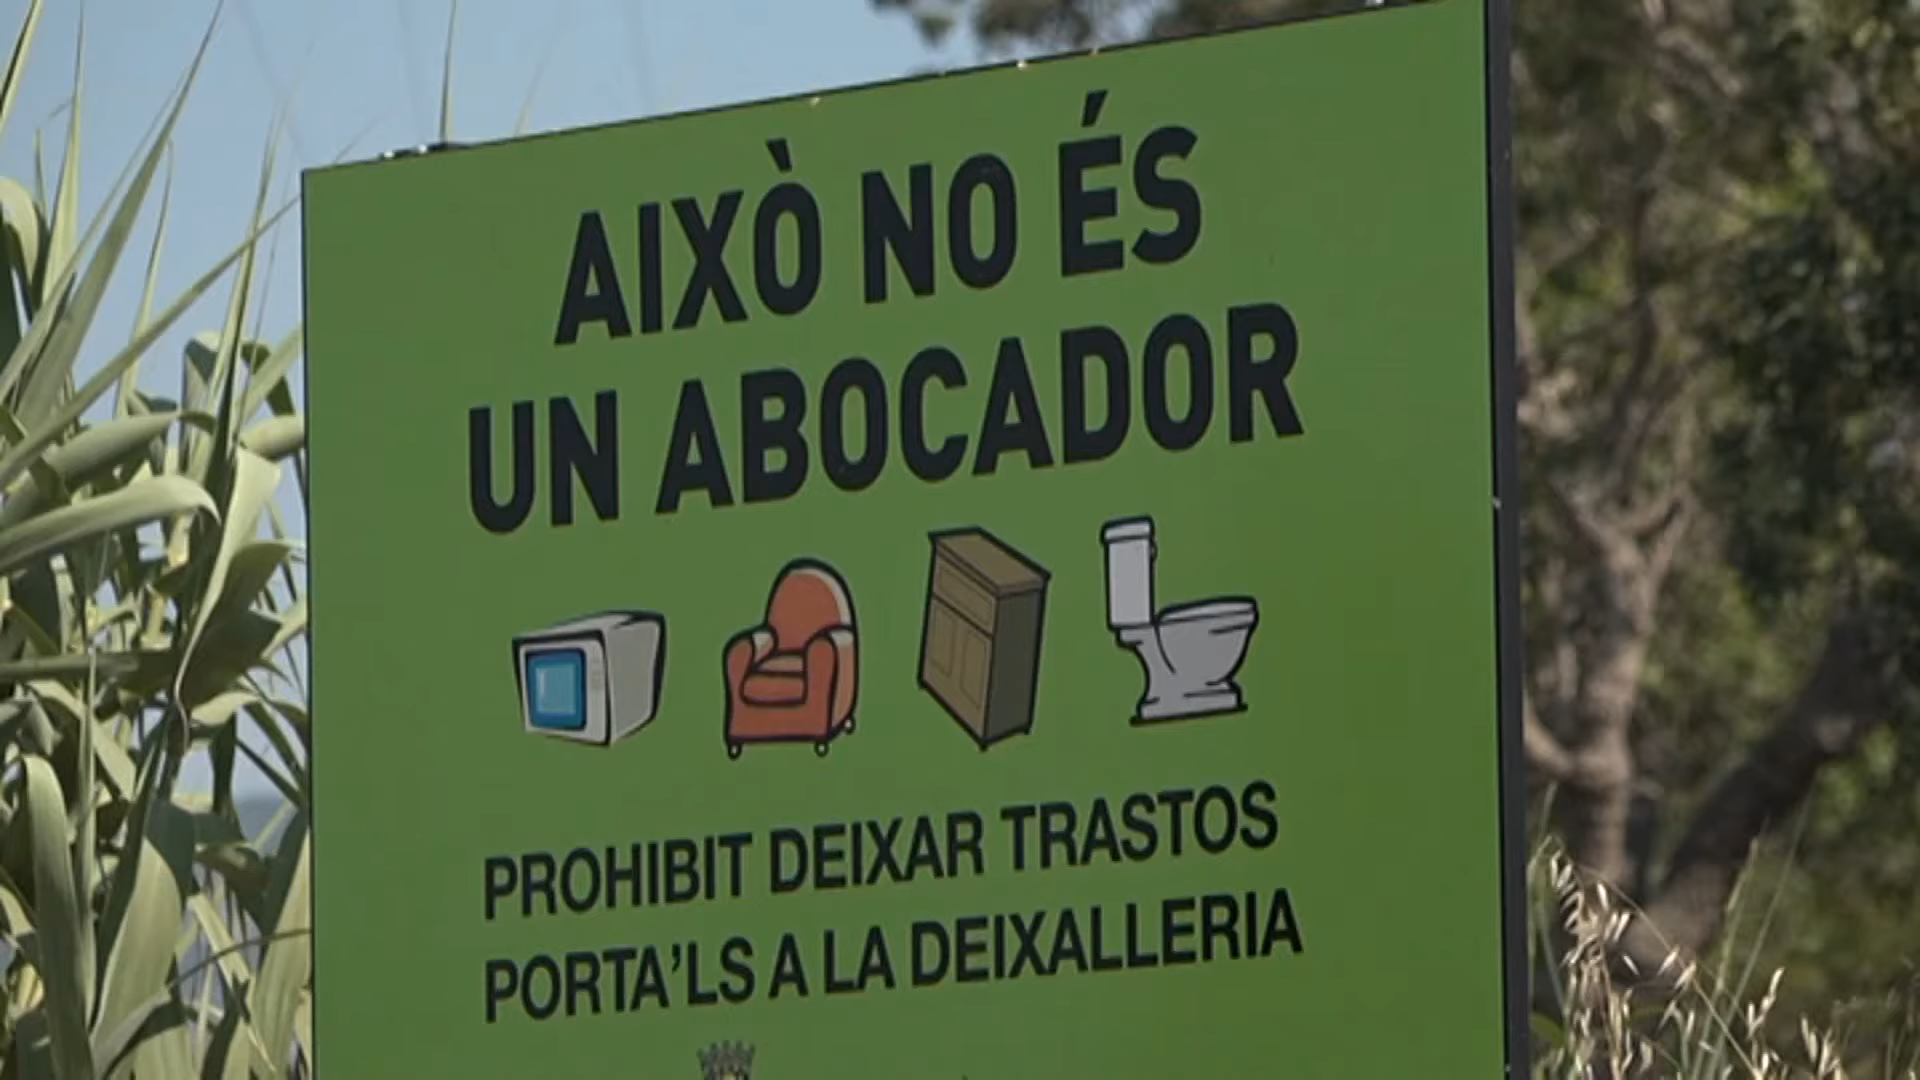 AIXÒ NO ÉS
UN ABOCADOR
PROHIBIT DEIXAR TRASTOS
PORTA'LS A LA DEIXALLERIA